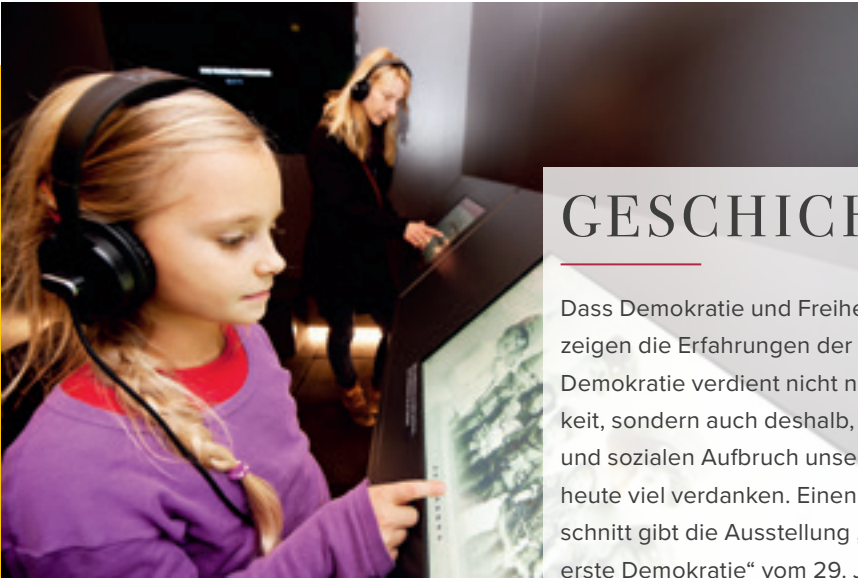 GESCHICH
Dass Demokratie und Freihe
zeigen die Erfahrungen der
Demokratie verdient nicht n
keit, sondern auch deshalb,
und sozialen Aufbruch unse
heute viel verdanken. Einen
schnitt gibt die Ausstellung
erste Demokratie“ vom 29.